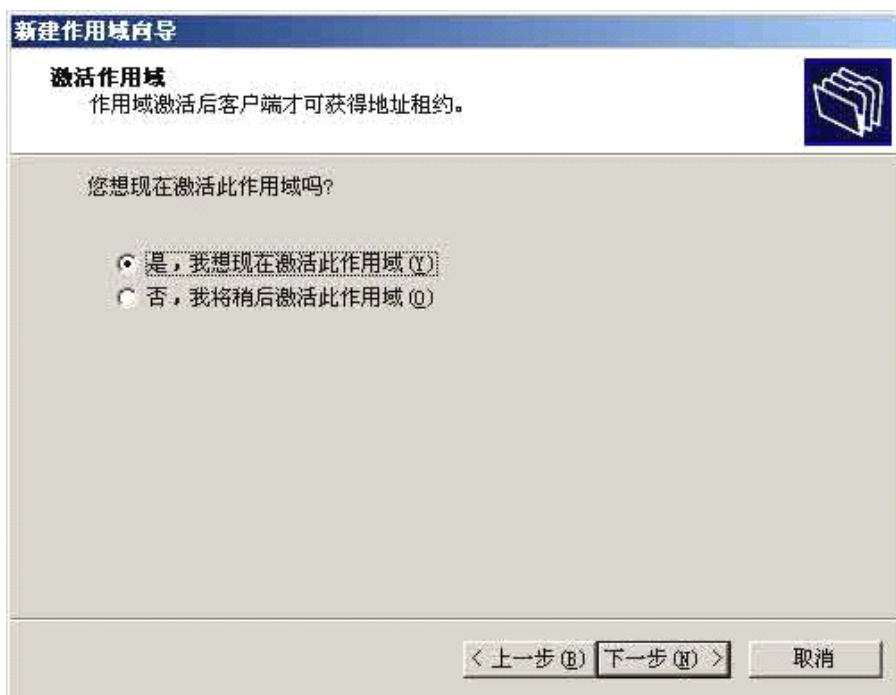 新建作用域向导
激活作用域
作用域激活后客户端才可获得地址租约。
您想现在激活此作用域吗?
是，我想现在激活此作用域(Y)
否，我将稍后激活此作用域(O)
< 上一步(B) 下一步(N) > 取消